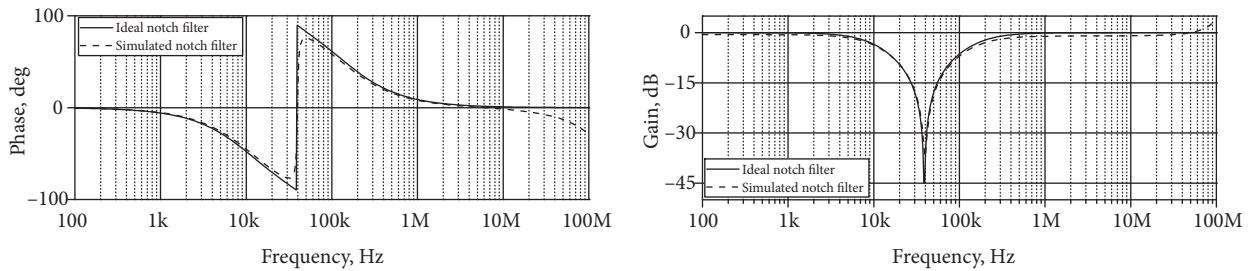 100
Ideal notch filter
Simulated notch filter
Phase, deg
0
−100
100 1k 10k 100k 1M 10M 100M
Frequency, Hz
0
−15
Gain, dB
−30
Ideal notch filter
Simulated notch filter
−45
100 1k 10k 100k 1M 10M 100M
Frequency, Hz